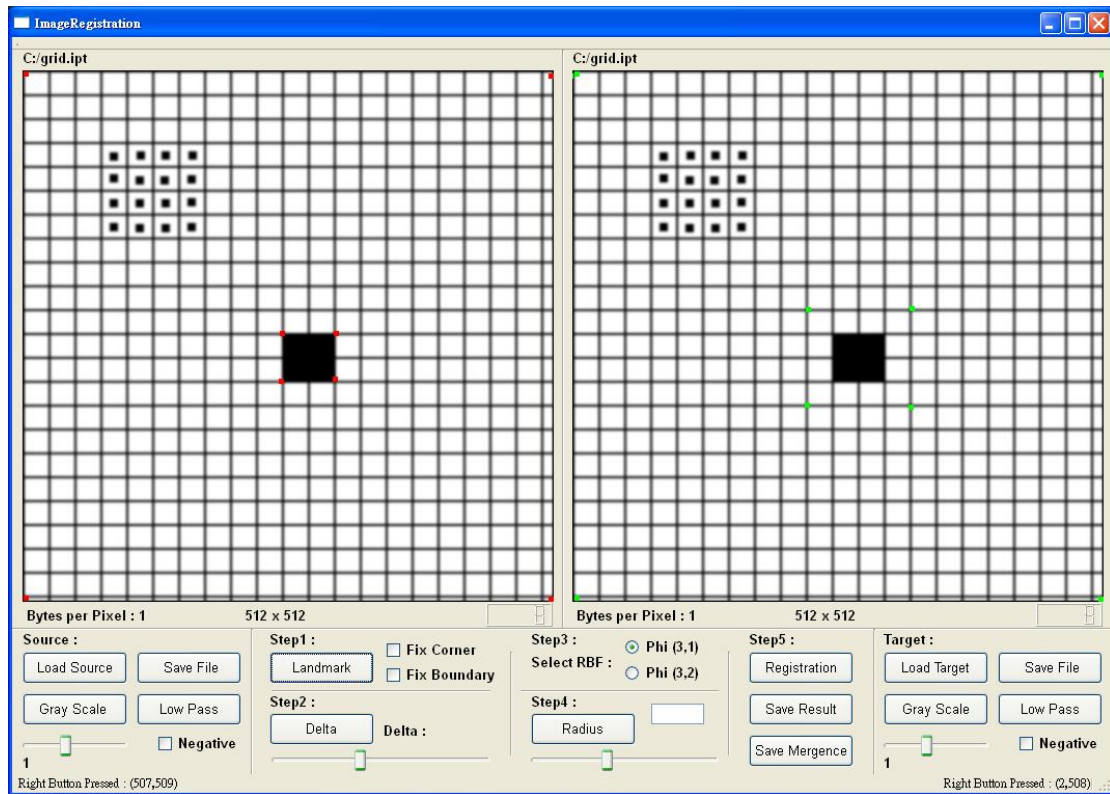 ImageRegistration
C:/grid.ipt
C:/grid.ipt
Bytes per Pixel : 1 512 x 512
Bytes per Pixel : 1 512 x 512
Source :
Load Source Save File
Gray Scale Low Pass
Negative
1
Step1 :
Landmark
Fix Corner
Fix Boundary
Step2 :
Delta Delta :
Step3 :
Select RBF :
Phi (3,1)
Phi (3,2)
Step4 :
Radius
Step5 :
Registration
Save Result
Save Mergence
Target :
Load Target Save File
Gray Scale Low Pass
Negative
1
Right Button Pressed : (507,509)
Right Button Pressed : (2,508)